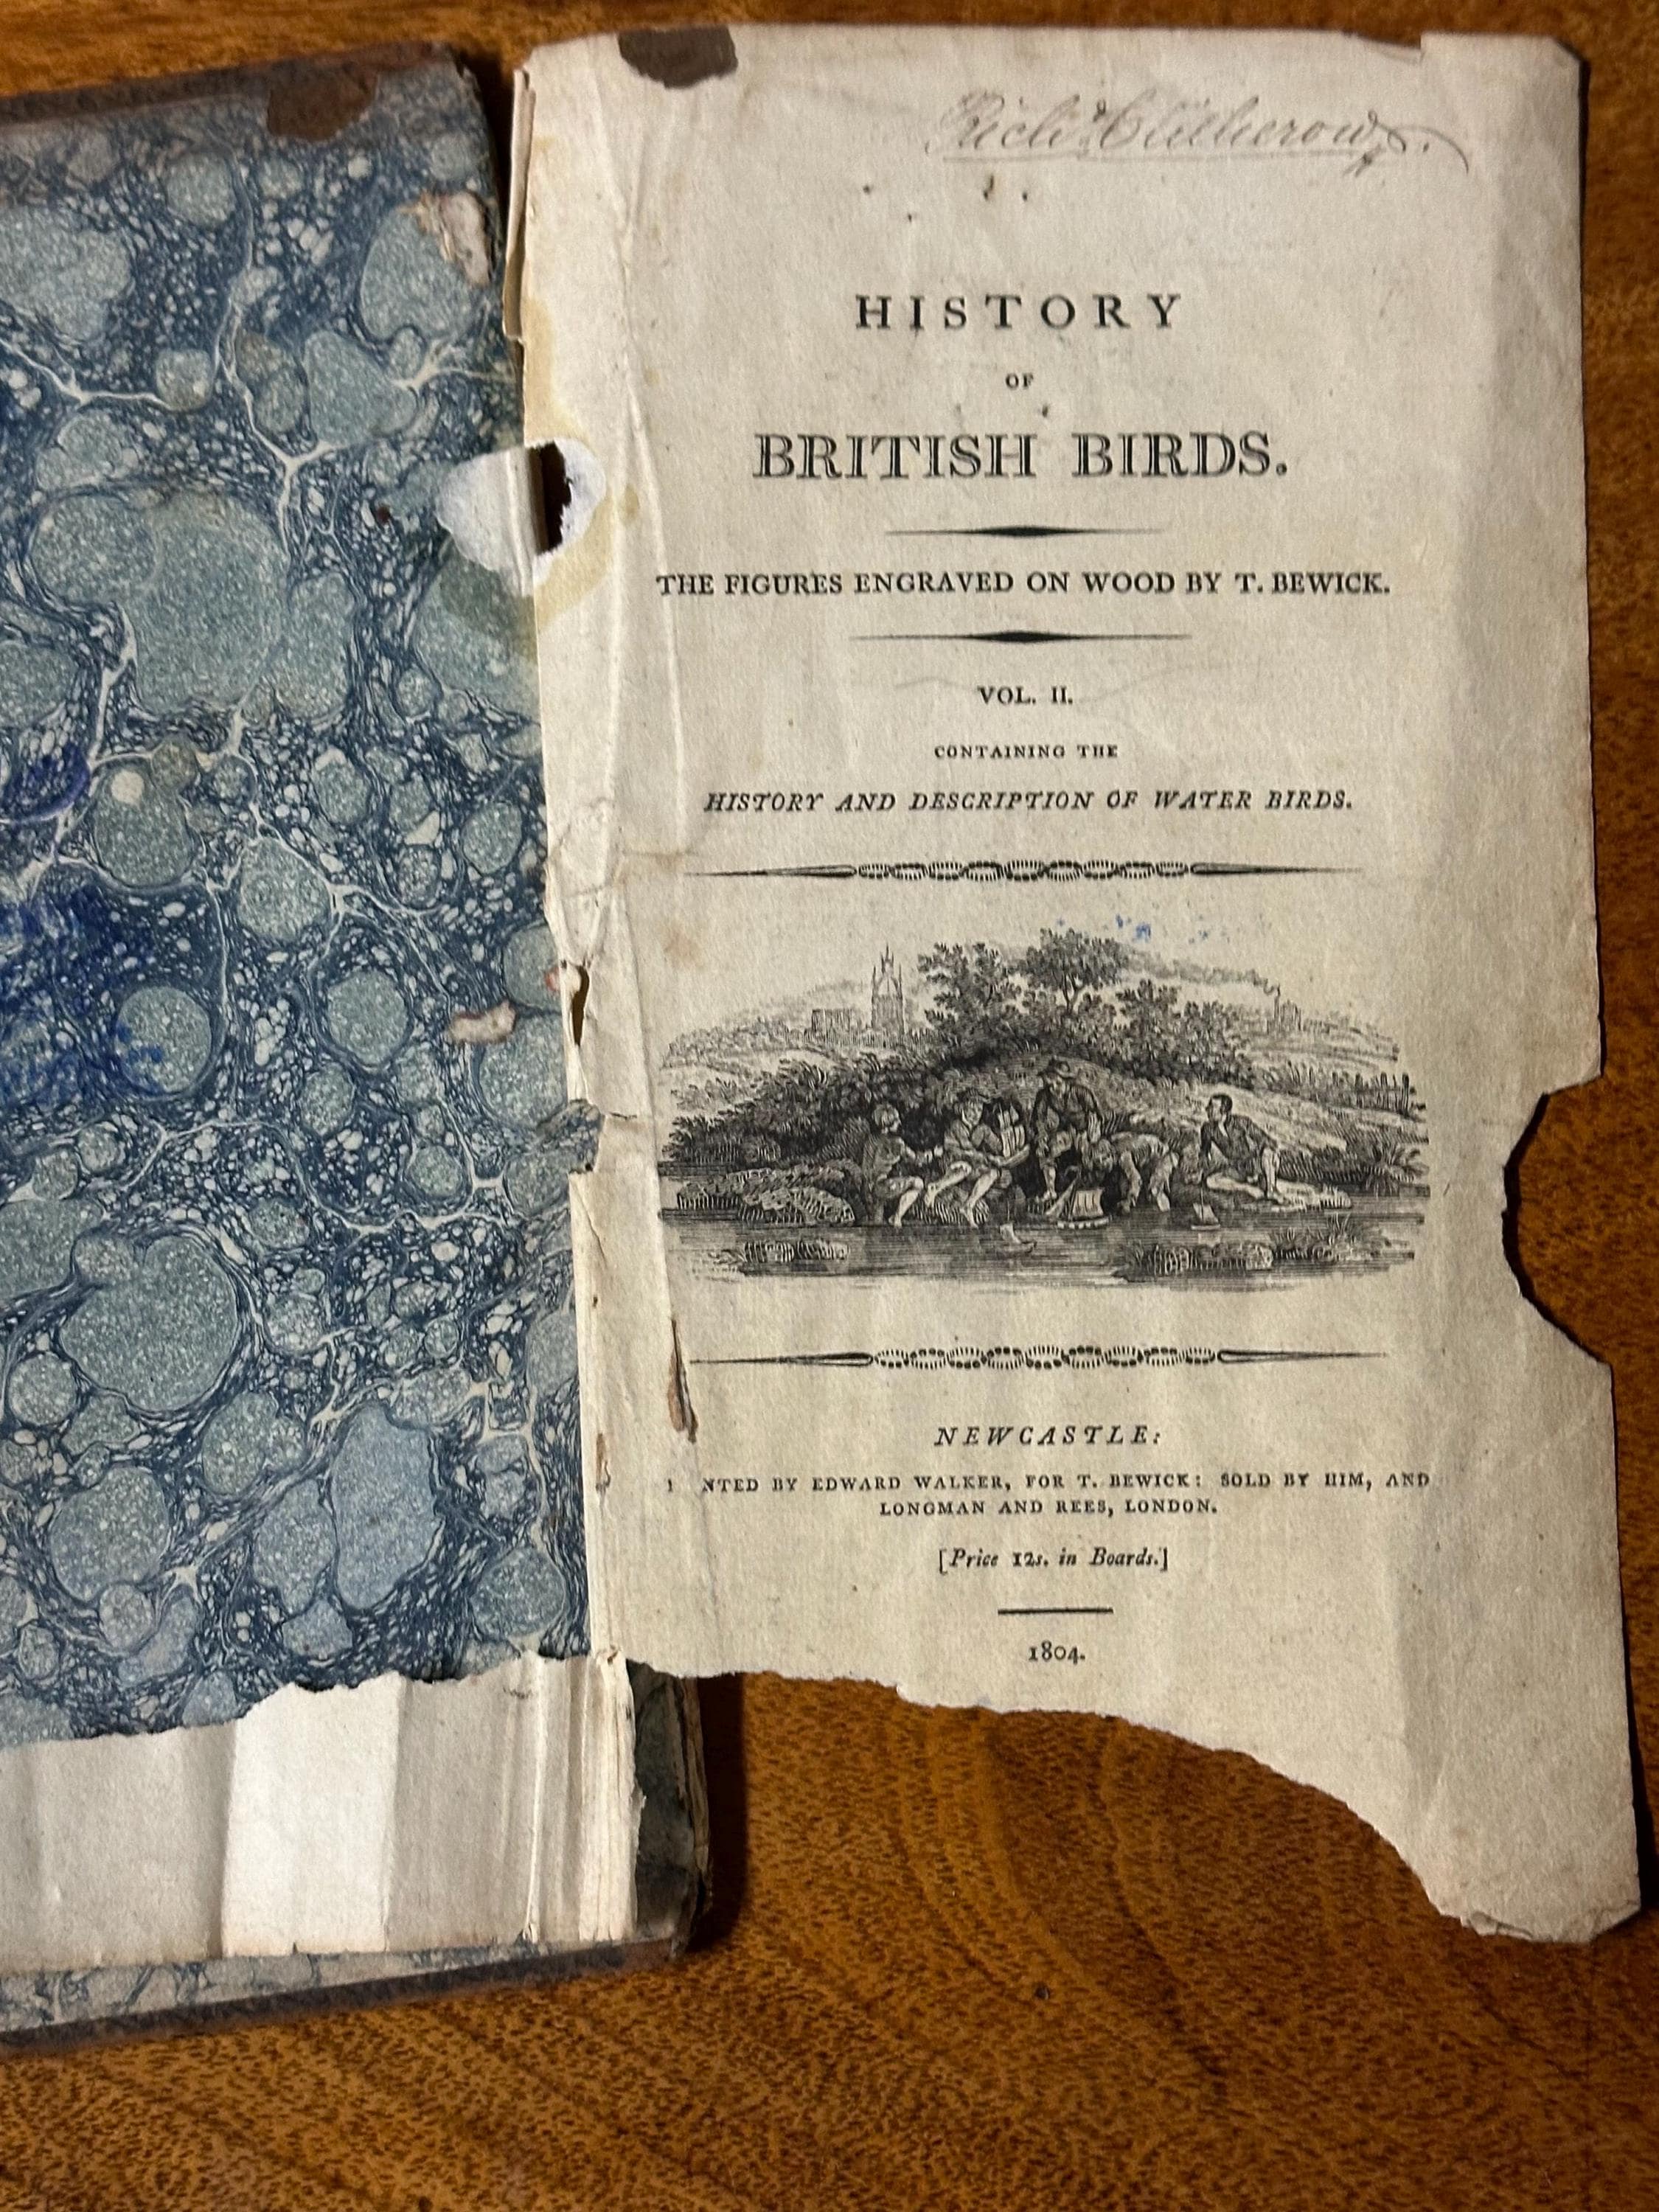 Richd Clitherow.
HISTORY
OF
BRITISH BIRDS.
THE FIGURES ENGRAVED ON WOOD BY T. BEWICK.
VOL. II.
CONTAINING THE
HISTORY AND DESCRIPTION OF WATER BIRDS.
NEWCASTLE:
NTED BY EDWARD WALKER, FOR T. BEWICK: SOLD BY HIM, AND
LONGMAN AND REES, LONDON.
[Price 12s. in Boards.]
1804.